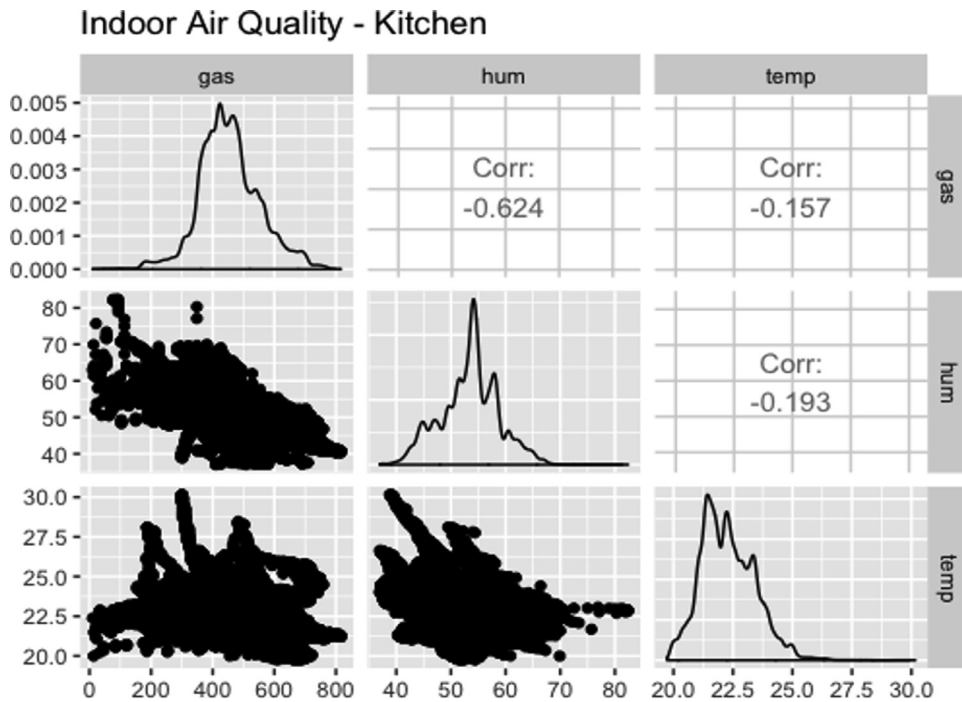 Indoor Air Quality - Kitchen
gas hum temp
0.005
0.004
0.003
0.002
0.001
0.000
Corr:
-0.624
Corr:
-0.157
gas
80
70
60
50
40
Corr:
-0.193
hum
30.0
27.5
25.0
22.5
20.0
temp
0 200 400 600 800 40 50 60 70 80 20.0 22.5 25.0 27.5 30.0